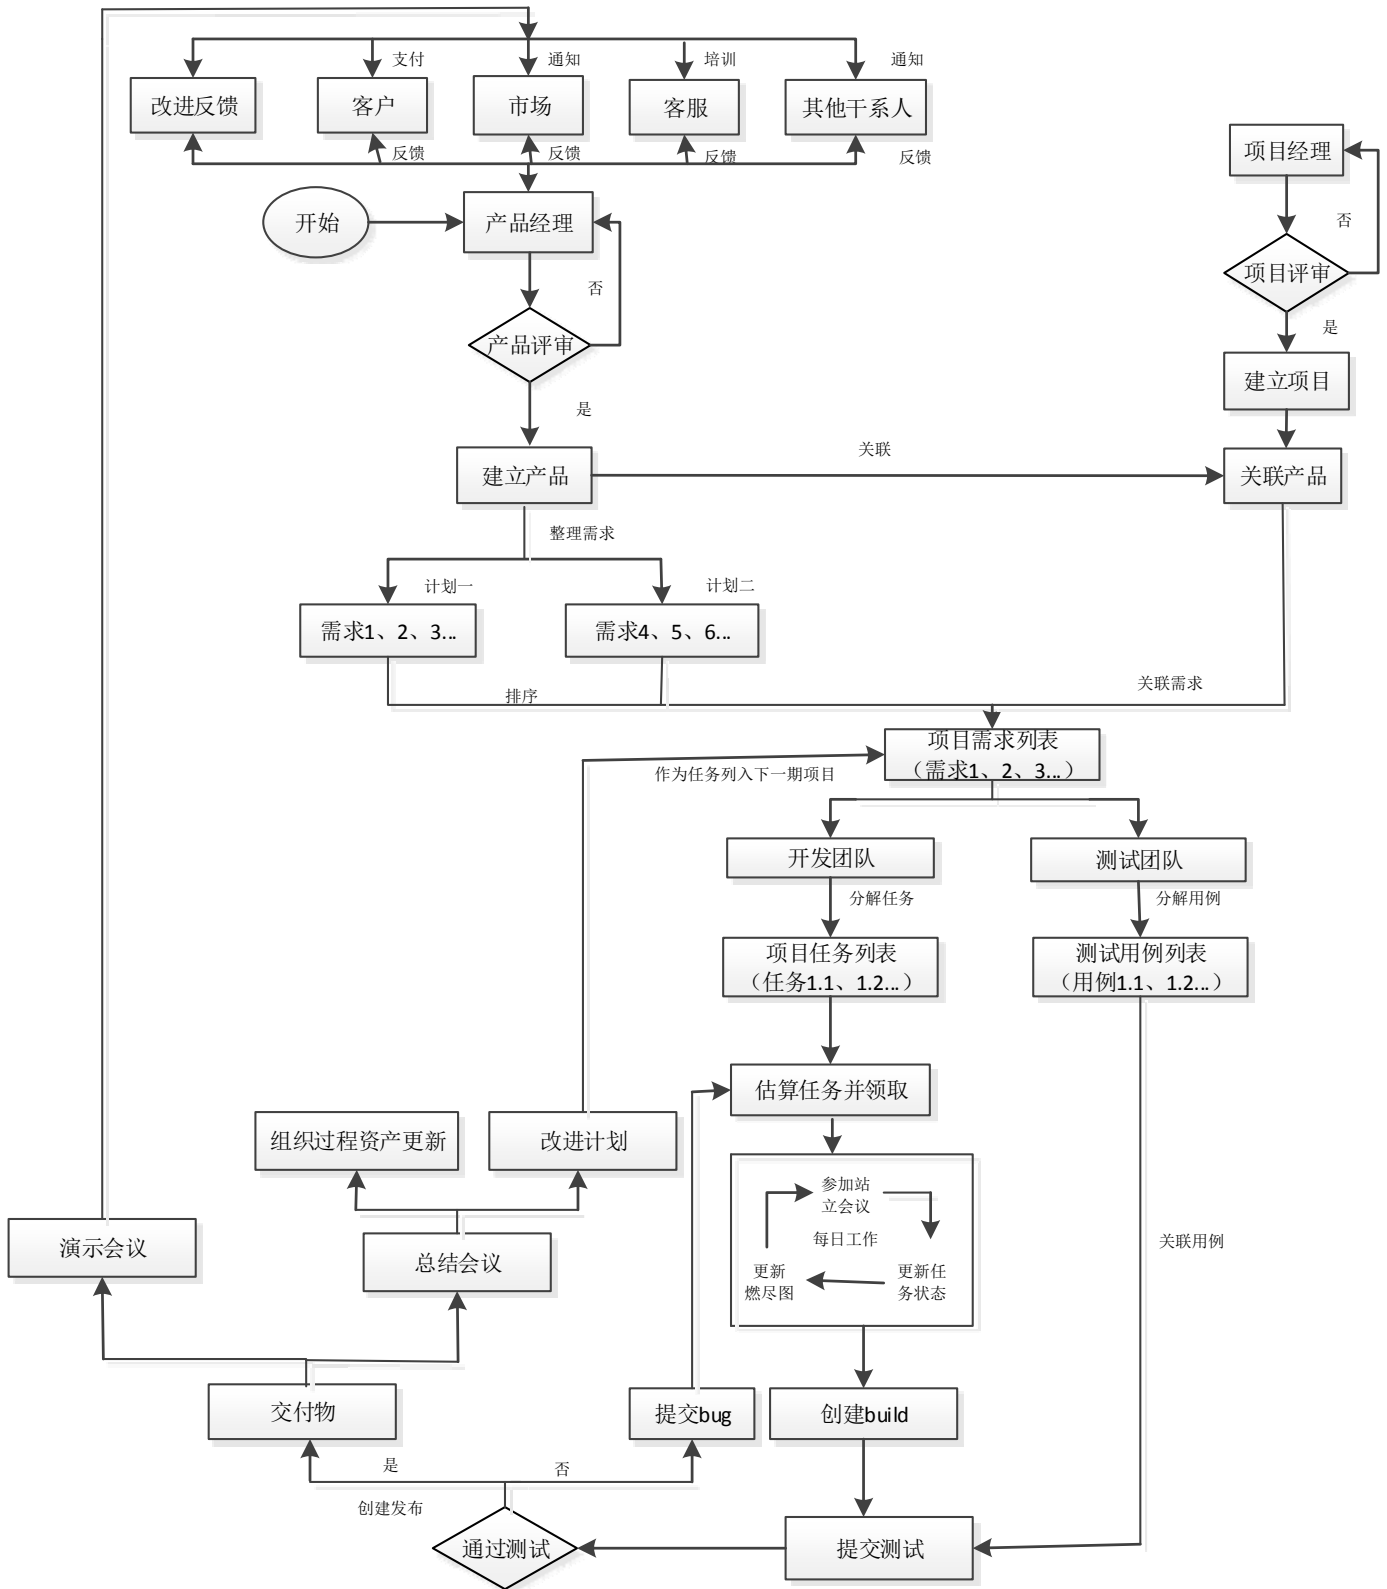 支付
通知
培训
通知
改进反馈
客户
市场
客服
其他干系人
反馈
反馈
反馈
反馈
项目经理
开始
产品经理
否
否
项目评审
产品评审
是
是
建立项目
关联
建立产品
关联产品
整理需求
计划一
计划二
需求1、2、3...
需求4、5、6...
排序
关联需求
项目需求列表
（需求1、2、3...）
作为任务列入下一期项目
开发团队
测试团队
分解任务
分解用例
项目任务列表
（任务1.1、1.2...）
测试用例列表
（用例1.1、1.2...）
估算任务并领取
组织过程资产更新
改进计划
参加站
立会议
每日工作
更新
燃尽图
更新任
务状态
演示会议
总结会议
关联用例
交付物
提交bug
创建build
是
否
创建发布
通过测试
提交测试